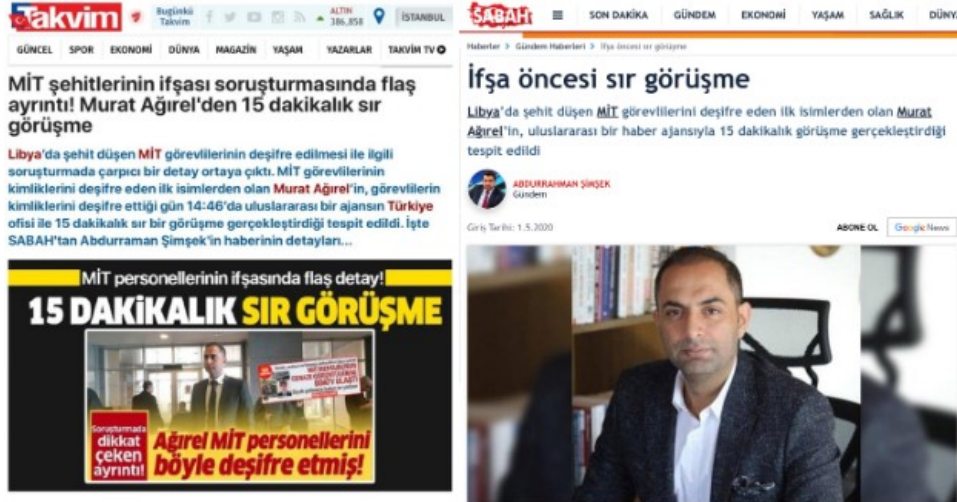 Takvim
Bugünkü
Takvim
ALTIN
386,858
İSTANBUL
GÜNCEL SPOR EKONOMİ DÜNYA MAGAZİN YAŞAM YAZARLAR TAKVİM TV
MİT şehitlerinin ifşası soruşturmasında flaş
ayrıntı! Murat Ağırel'den 15 dakikalık sır
görüşme
Libya'da şehit düşen MİT görevlilerinin deşifre edilmesi ile ilgili
soruşturmada çarpıcı bir detay ortaya çıktı. MİT görevlilerinin
kimliklerini deşifre eden ilk isimlerden olan Murat Ağırel'in, görevlilerin
kimliklerini deşifre ettiği gün 14:46'da uluslararası bir ajansın Türkiye
ofisi ile 15 dakikalık sır bir görüşme gerçekleştirdiği tespit edildi. İşte
SABAH'tan Abdurraman Şimşek'in haberinin detayları...
MİT personellerinin ifşasında flaş detay!
15 DAKİKALIK SIR GÖRÜŞME
Soruşturmada
dikkat
çeken
ayrıntı!
Ağırel MİT personellerini
böyle deşifre etmiş!
SABAH
SON DAKİKA GÜNDEM EKONOMİ YAŞAM SAĞLIK DÜNY
Haberler > Gündem Haberleri > İfşa öncesi sır görüşme
İfşa öncesi sır görüşme
Libya'da şehit düşen MİT görevlilerini deşifre eden ilk isimlerden olan Murat
Ağırel'in, uluslararası bir haber ajansıyla 15 dakikalık görüşme gerçekleştirdiği
tespit edildi
ABDURRAHMAN ŞİMŞEK
Gündem
Giriş Tarihi: 1.5.2020
ABONE OL
Google News